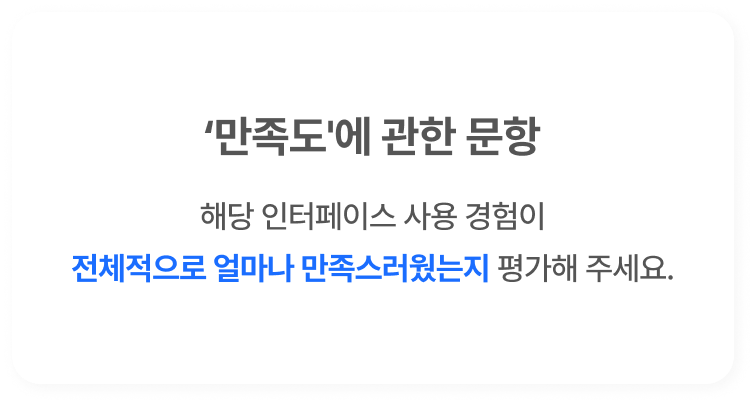 ‘만족도'에 관한 문항
해당 인터페이스 사용 경험이
전체적으로 얼마나 만족스러웠는지 평가해 주세요.